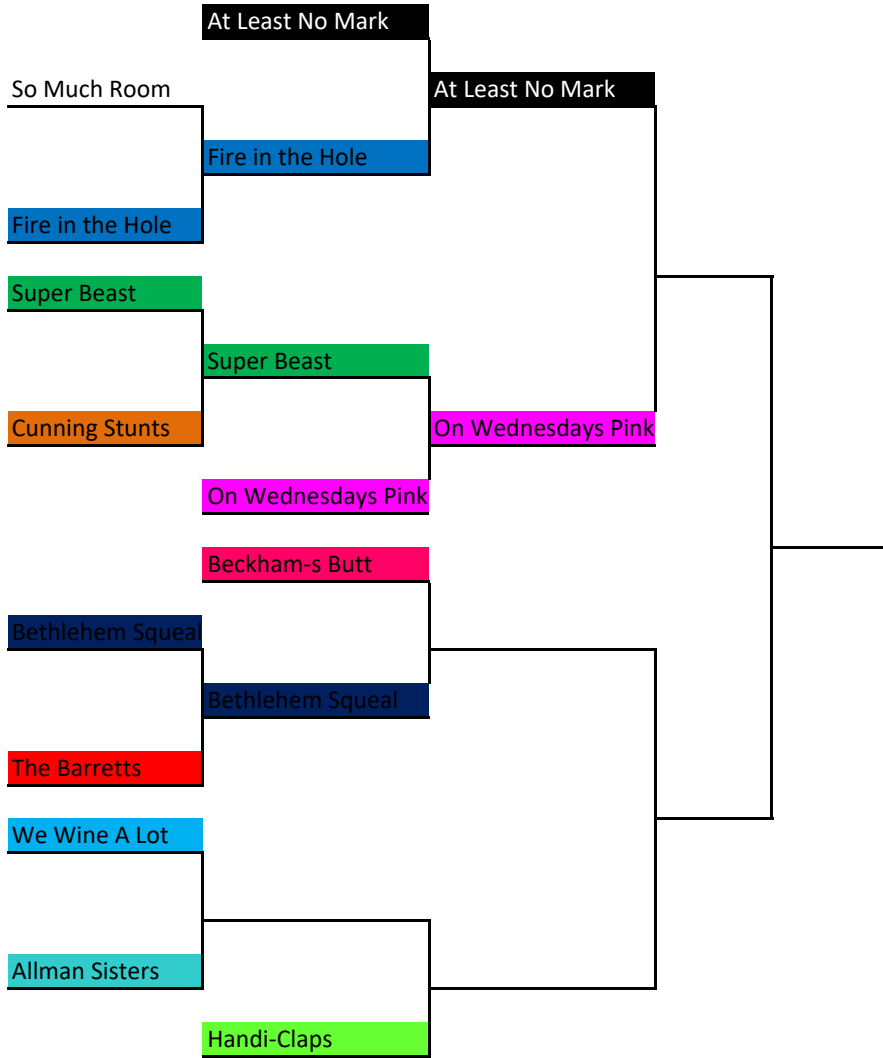 At Least No Mark
So Much Room
At Least No Mark
Fire in the Hole
Fire in the Hole
Super Beast
Super Beast
Cunning Stunts
On Wednesdays Pink
On Wednesdays Pink
Beckham-s Butt
Bethlehem Squeal
Bethlehem Squeal
The Barretts
We Wine A Lot
Allman Sisters
Handi-Claps